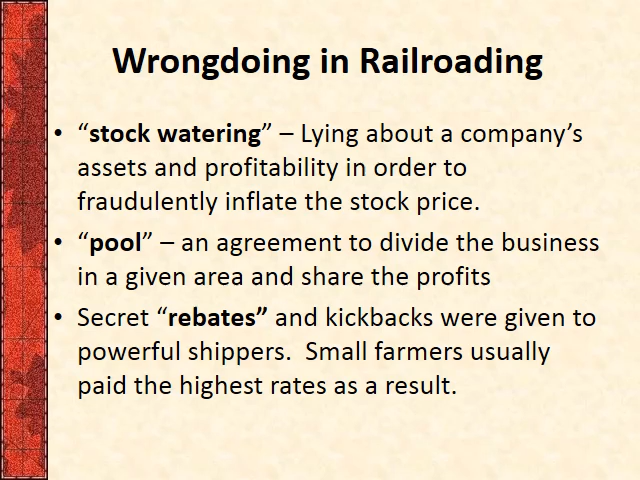 Wrongdoing in Railroading
• “stock watering” – Lying about a company’s
assets and profitability in order to
fraudulently inflate the stock price.
• “pool” – an agreement to divide the business
in a given area and share the profits
• Secret “rebates” and kickbacks were given to
powerful shippers.  Small farmers usually
paid the highest rates as a result.